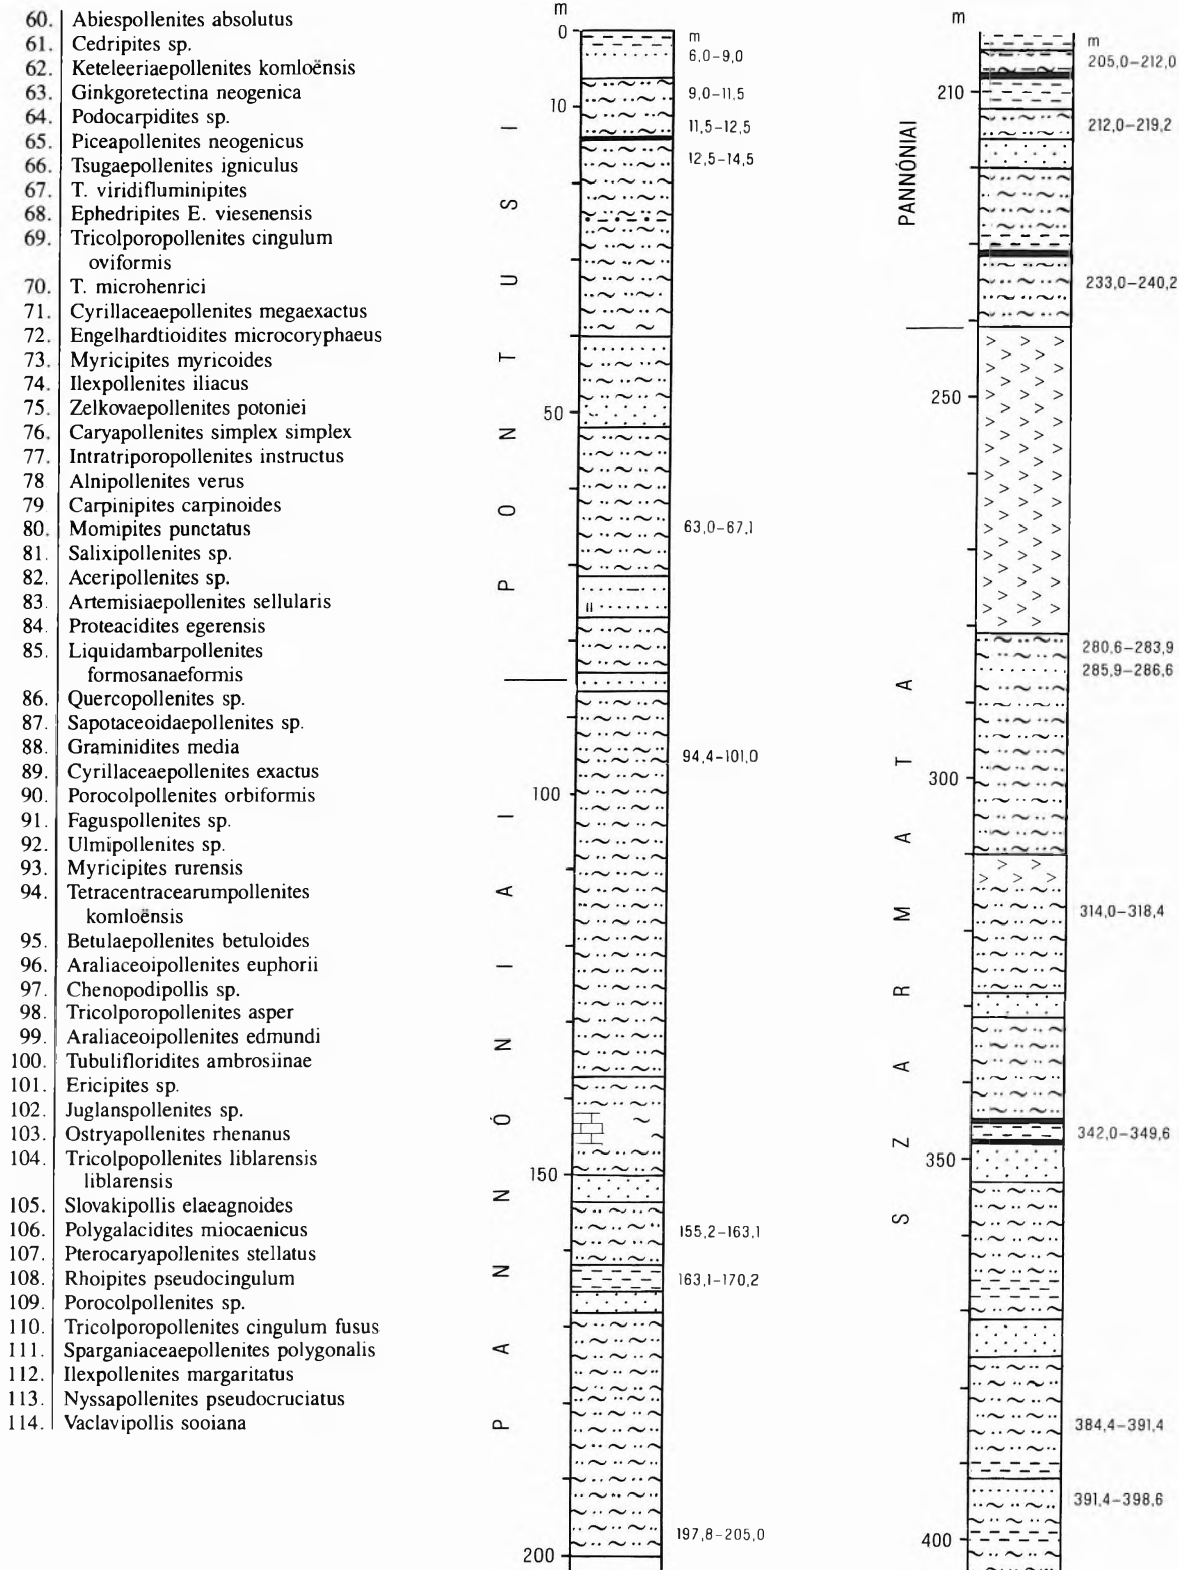 60. Abiespollenites absolutus
61. Cedripites sp.
62. Keteleeriaepollenites komloënsis
63. Ginkgoretectina neogenica
64. Podocarpidites sp.
65. Piceapollenites neogenicus
66. Tsugaepollenites igniculus
67. T. viridifluminipites
68. Ephedripites E. viesenensis
69. Tricolporopollenites cingulum
oviformis
70. T. microhenrici
71. Cyrillaceaepollenites megaexactus
72. Engelhardtioidites microcoryphaeus
73. Myricipites myricoides
74. Ilexpollenites iliacus
75. Zelkovaepollenites potoniei
76. Caryapollenites simplex simplex
77. Intratriporopollenites instructus
78 Alnipollenites verus
79 Carpinipites carpinoides
80. Momipites punctatus
81. Salixipollenites sp.
82. Aceripollenites sp.
83. Artemisiaepollenites sellularis
84. Proteacidites egerensis
85. Liquidambarpollenites
formosanaeformis
86. Quercopollenites sp.
87. Sapotaceoidaepollenites sp.
88. Graminidites media
89. Cyrillaceaepollenites exactus
90. Porocolpollenites orbiformis
91. Faguspollenites sp.
92. Ulmipollenites sp.
93. Myricipites rurensis
94. Tetracentracearumpollenites
komloënsis
95. Betulaepollenites betuloides
96. Araliaceoipollenites euphorii
97. Chenopodipollis sp.
98. Tricolporopollenites asper
99. Araliaceoipollenites edmundi
100. Tubulifloridites ambrosiinae
101. Ericipites sp.
102. Juglanspollenites sp.
103. Ostryapollenites rhenanus
104. Tricolpopollenites liblarensis
liblarensis
105. Slovakipollis elaeagnoides
106. Polygalacidites miocaenicus
107. Pterocaryapollenites stellatus
108. Rhoipites pseudocingulum
109. Porocolpollenites sp.
110. Tricolporopollenites cingulum fusus
111. Sparganiaceaepollenites polygonalis
112. Ilexpollenites margaritatus
113. Nyssapollenites pseudocruciatus
114. Vaclavipollis sooiana
PONTUSI
PANNÓNIAI
m
0
10
50
100
150
200
m
6,0–9,0
9,0–11,5
11,5–12,5
12,5–14,5
63,0–67,1
94,4–101,0
155,2–163,1
163,1–170,2
197,8–205,0
PANNÓNIAI
SZARMATA
m
210
250
300
350
400
m
205,0–212,0
212,0–219,2
233,0–240,2
280,6–283,9
285,9–286,6
314,0–318,4
342,0–349,6
384,4–391,4
391,4–398,6